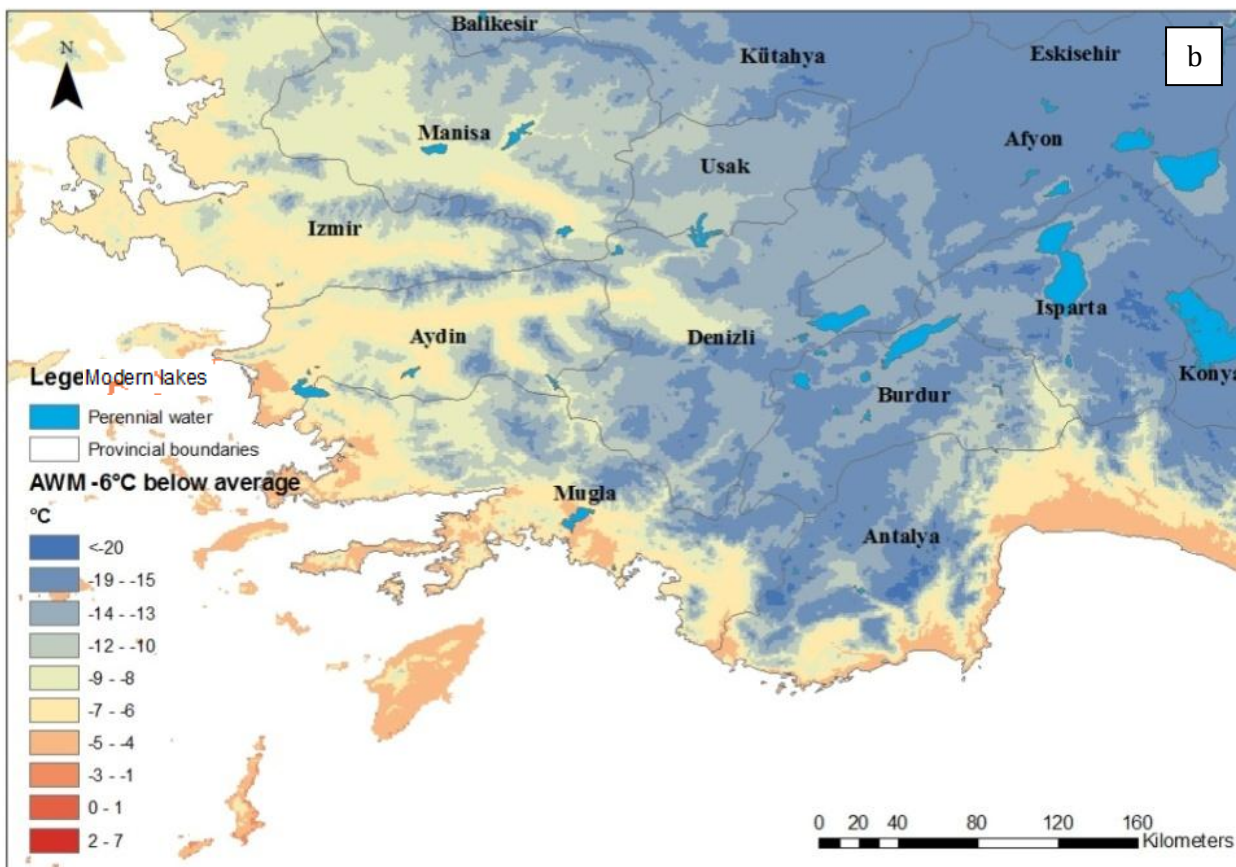 b
N
Balikesir
Kütahya
Eskisehir
Manisa
Usak
Afyon
Izmir
Aydin
Denizli
Isparta
Burdur
Konya
Mugla
Antalya
Lege Modern lakes
Perennial water
Provincial boundaries
AWM -6°C below average
°C
<-20
-19 - -15
-14 - -13
-12 - -10
-9 - -8
-7 - -6
-5 - -4
-3 - -1
0 - 1
2 - 7
0 20 40 80 120 160
Kilometers